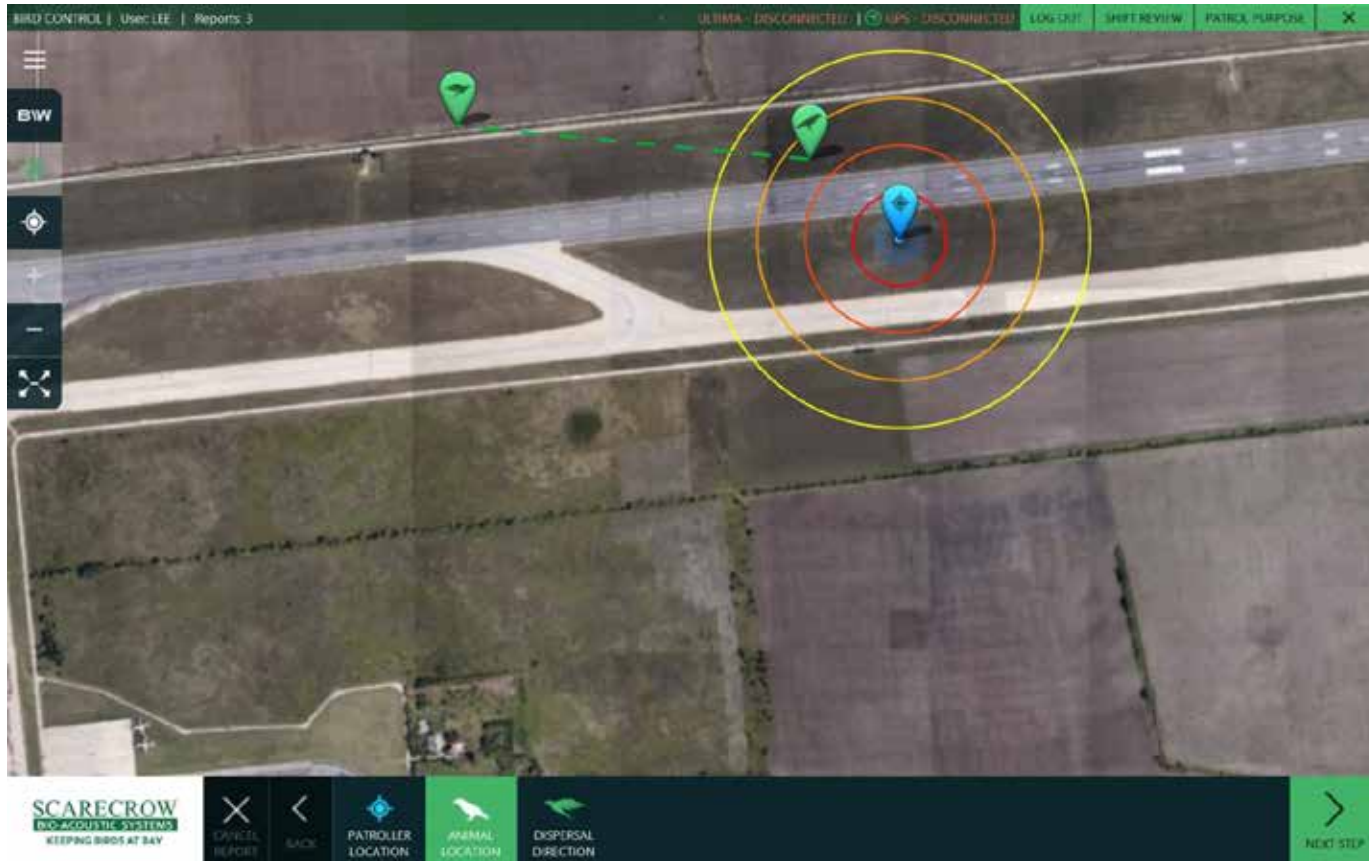 BIRD CONTROL | User: LEE | Reports: 3
ULTIMA - DISCONNECTED | GPS - DISCONNECTED
LOG OUT
SHIFT REVIEW
PATROL PURPOSE
B\W
SCARECROW
BIO-ACOUSTIC SYSTEMS
KEEPING BIRDS AT BAY
CANCEL
REPORT
BACK
PATROLLER
LOCATION
ANIMAL
LOCATION
DISPERSAL
DIRECTION
NEXT STEP